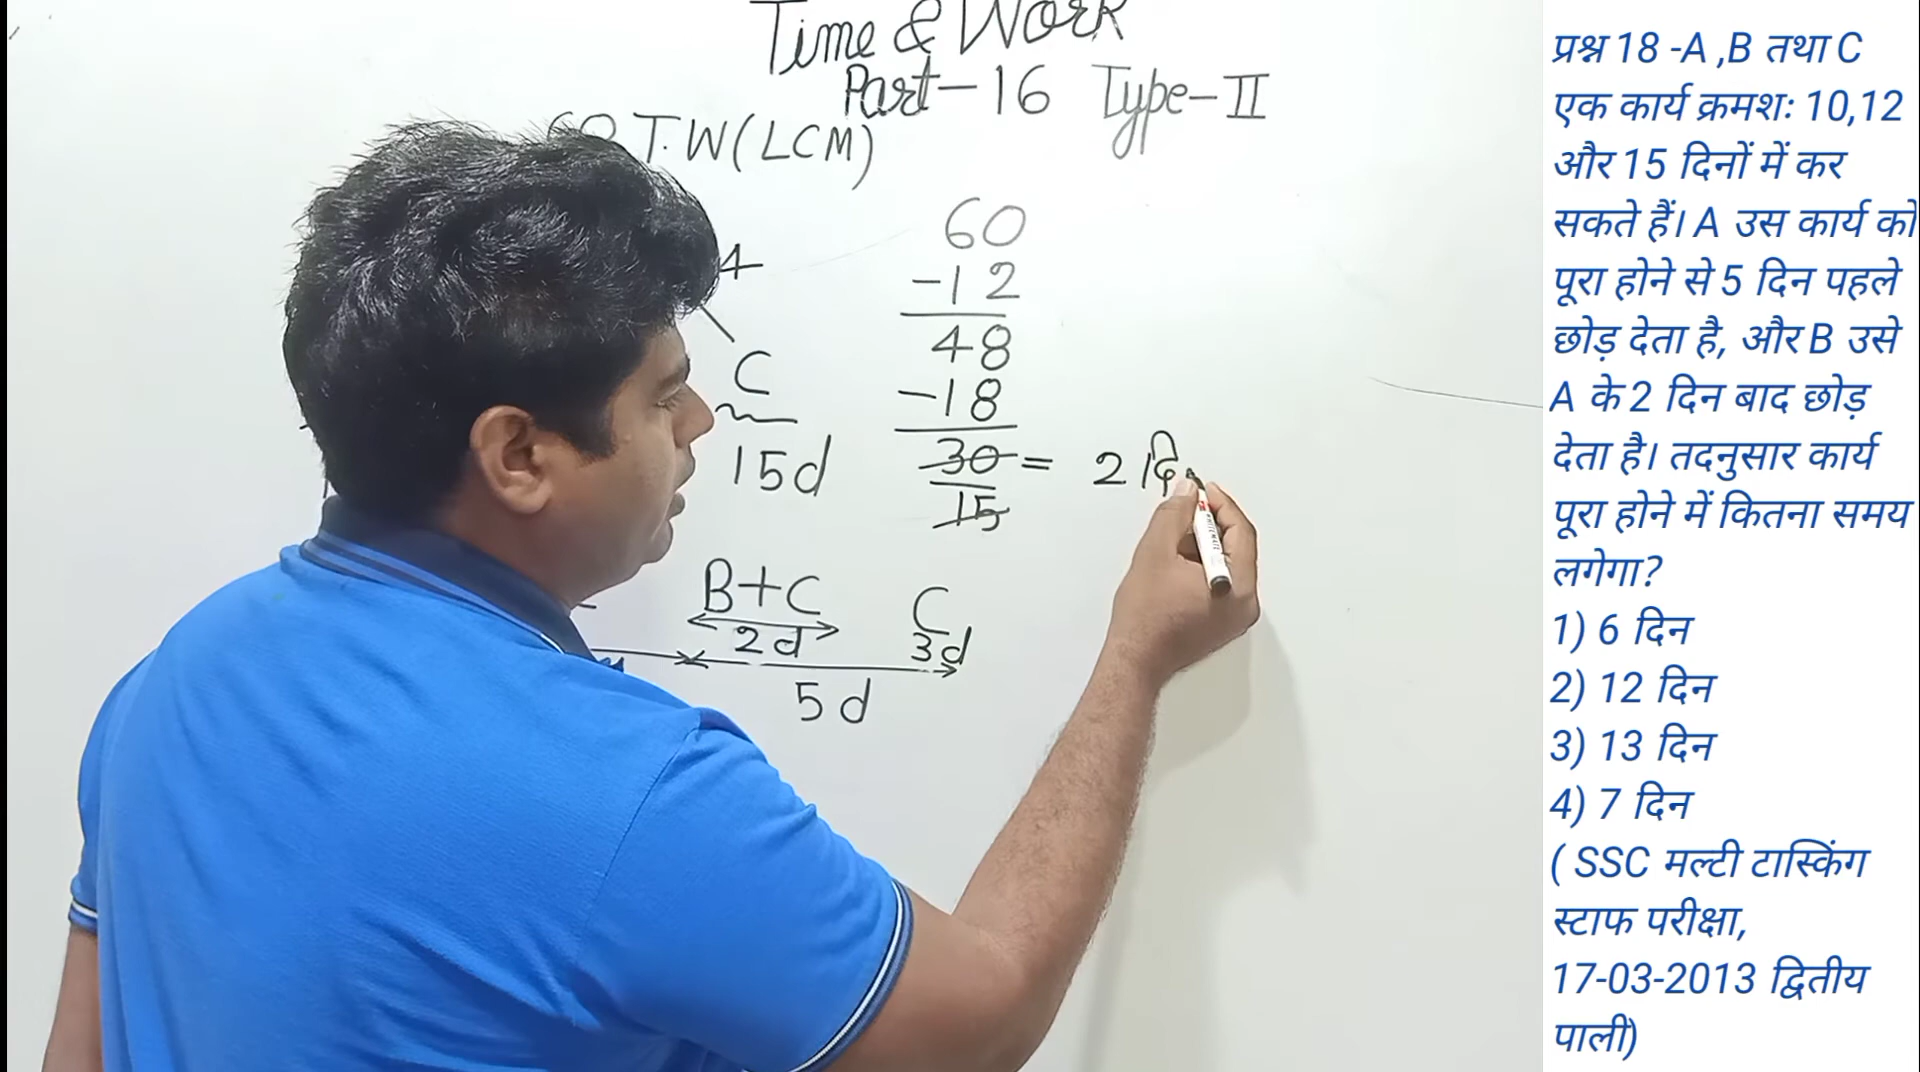 Time & Work
Part-16 Type-II
60 T.W(LCM)
4
C
15d
60
-12
48
-18
30 = 2 दि
15
B+C
2d
C
3d
5d
प्रश्न 18 -A ,B तथा C
एक कार्य क्रमशः 10,12
और 15 दिनों में कर
सकते हैं। A उस कार्य को
पूरा होने से 5 दिन पहले
छोड़ देता है, और B उसे
A के 2 दिन बाद छोड़
देता है। तदनुसार कार्य
पूरा होने में कितना समय
लगेगा?
1) 6 दिन
2) 12 दिन
3) 13 दिन
4) 7 दिन
( SSC मल्टी टास्किंग
स्टाफ परीक्षा,
17-03-2013 द्वितीय
पाली)